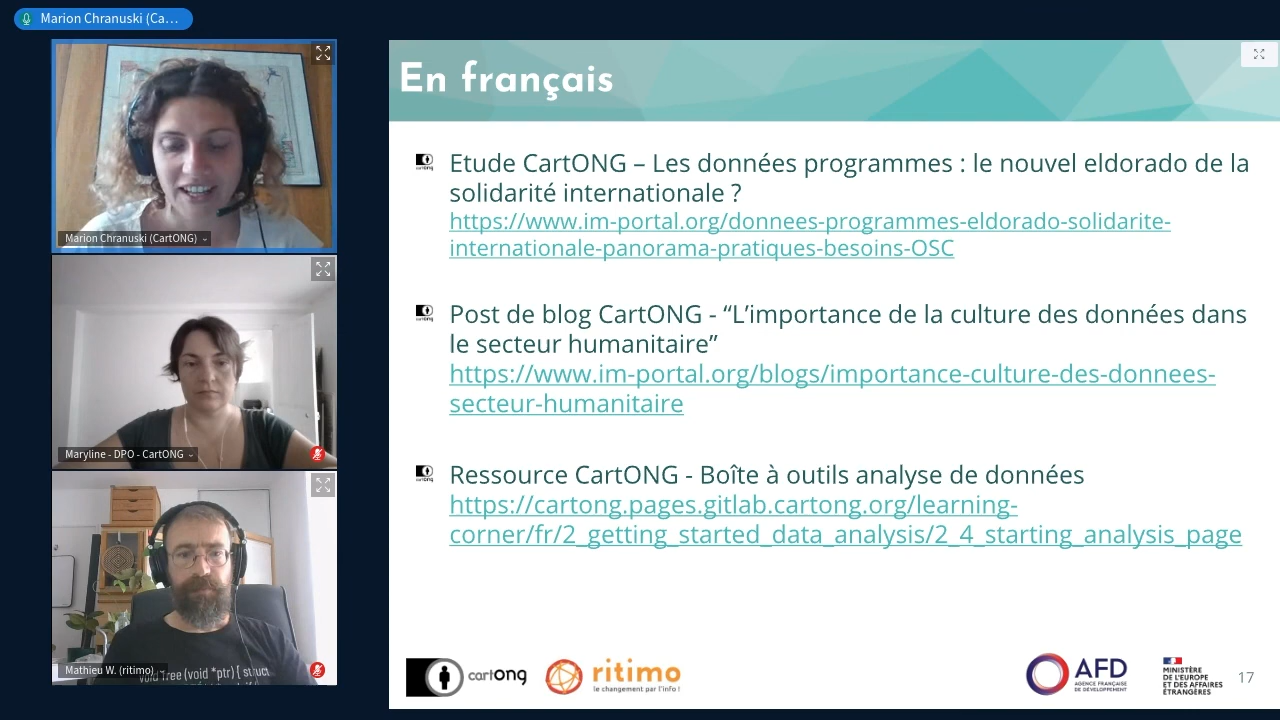 Marion Chranuski (Ca...
Marion Chranuski (CartONG)
Maryline - DPO - CartONG
void free (void *ptr) { struct
Mathieu W. (ritimo)
En français
Etude CartONG – Les données programmes : le nouvel eldorado de la
solidarité internationale ?
https://www.im-portal.org/donnees-programmes-eldorado-solidarite-
internationale-panorama-pratiques-besoins-OSC
Post de blog CartONG - “L’importance de la culture des données dans
le secteur humanitaire”
https://www.im-portal.org/blogs/importance-culture-des-donnees-
secteur-humanitaire
Ressource CartONG - Boîte à outils analyse de données
https://cartong.pages.gitlab.cartong.org/learning-
corner/fr/2_getting_started_data_analysis/2_4_starting_analysis_page
cartong
ritimo
le changement par l'info !
AFD
AGENCE FRANÇAISE
DE DÉVELOPPEMENT
MINISTÈRE
DE L'EUROPE
ET DES AFFAIRES
ÉTRANGÈRES
17